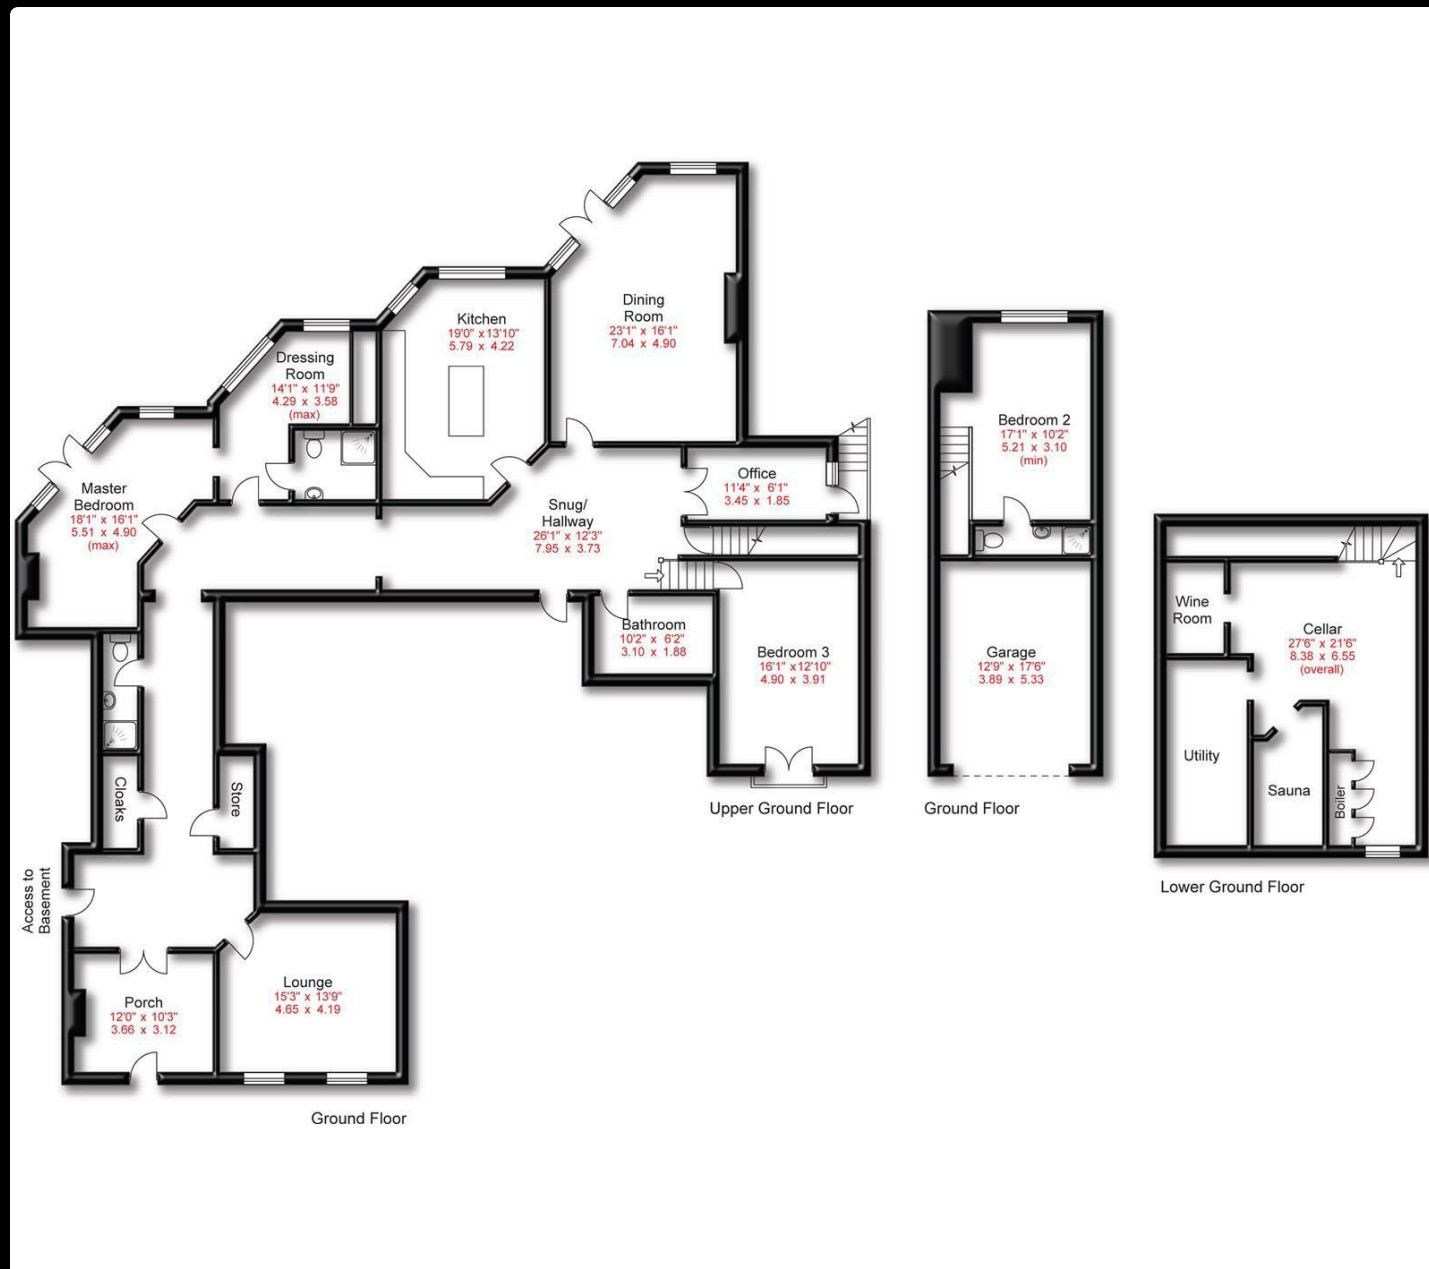 Dining
Room
23'1" x 16'1"
7.04 x 4.90
Kitchen
19'0" x 13'10"
5.79 x 4.22
Dressing
Room
14'1" x 11'9"
4.29 x 3.58
(max)
Master
Bedroom
18'1" x 16'1"
5.51 x 4.90
(max)
Snug/
Hallway
26'1" x 12'3"
7.95 x 3.73
Office
11'4" x 6'1"
3.45 x 1.85
Bathroom
10'2" x 6'2"
3.10 x 1.88
Bedroom 3
16'1" x 12'10"
4.90 x 3.91
Upper Ground Floor
Cloaks
Store
Access to
Basement
Porch
12'0" x 10'3"
3.66 x 3.12
Lounge
15'3" x 13'9"
4.65 x 4.19
Ground Floor
Bedroom 2
17'1" x 10'2"
5.21 x 3.10
(min)
Garage
12'9" x 17'6"
3.89 x 5.33
Ground Floor
Wine
Room
Cellar
27'6" x 21'6"
8.38 x 6.55
(overall)
Utility
Sauna
Boiler
Lower Ground Floor